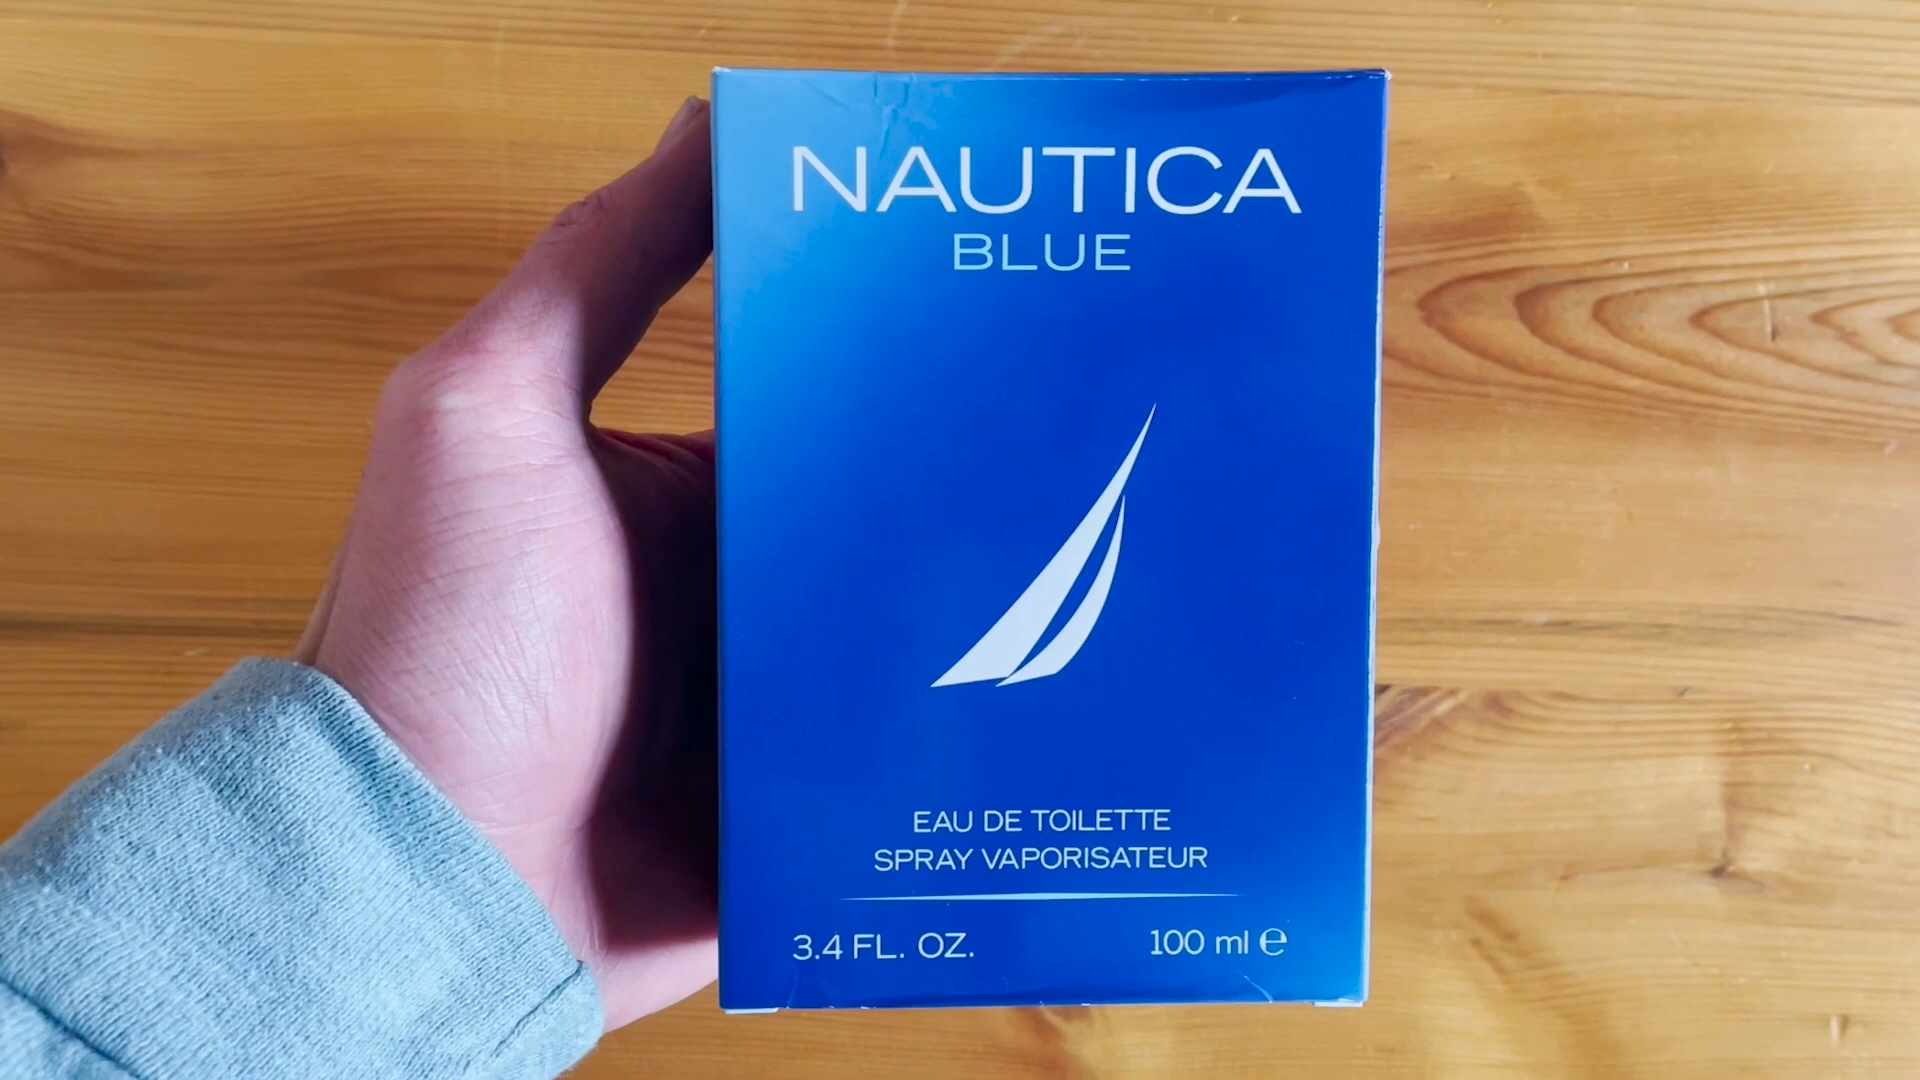 NAUTICA
BLUE
EAU DE TOILETTE
SPRAY VAPORISATEUR
3.4 FL. OZ. 100 ml ℮